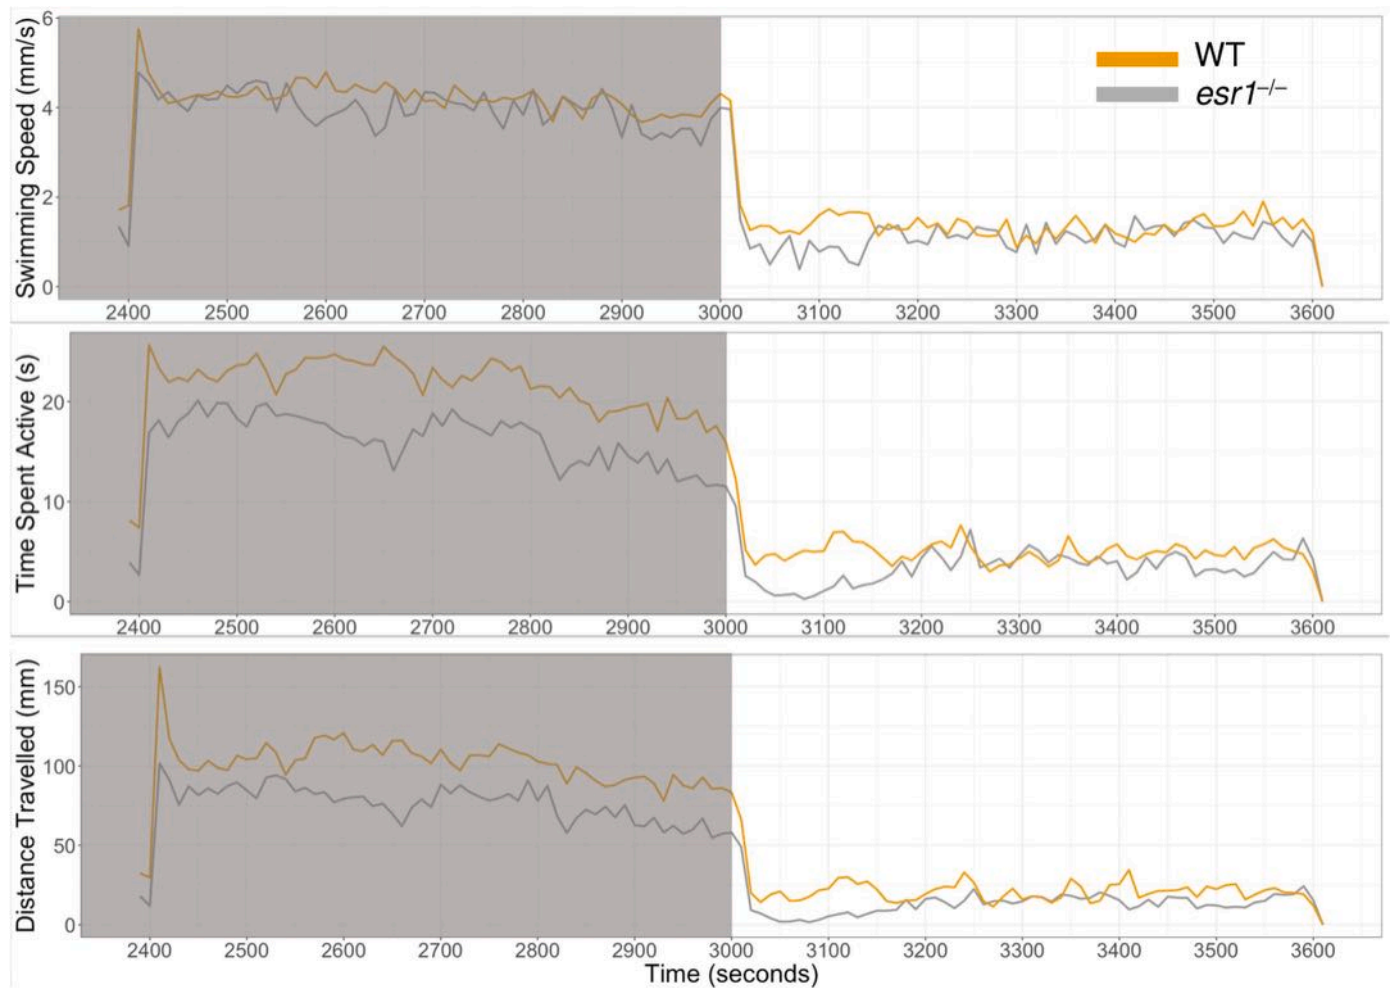 Swimming Speed (mm/s)
6
4
2
0
2400 2500 2600 2700 2800 2900 3000 3100 3200 3300 3400 3500 3600
WT
esr1–/–
Time Spent Active (s)
20
10
0
2400 2500 2600 2700 2800 2900 3000 3100 3200 3300 3400 3500 3600
Distance Travelled (mm)
150
100
50
0
2400 2500 2600 2700 2800 2900 3000 3100 3200 3300 3400 3500 3600
Time (seconds)